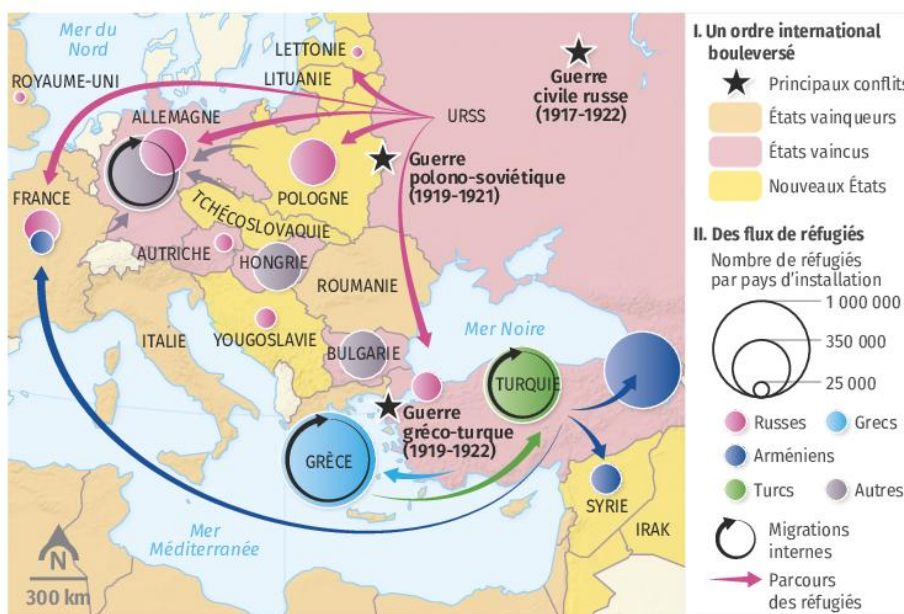 Mer du
Nord
ROYAUME-UNI
LETTONIE
LITUANIE
ALLEMAGNE
URSS
Guerre
civile russe
(1917-1922)
Guerre
polono-soviétique
(1919-1921)
POLOGNE
FRANCE
TCHÉCOSLOVAQUIE
AUTRICHE
HONGRIE
ROUMANIE
ITALIE
YOUGOSLAVIE
BULGARIE
Mer Noire
TURQUIE
Guerre
gréco-turque
(1919-1922)
GRÈCE
SYRIE
IRAK
Mer
Méditerranée
N
300 km
I. Un ordre international
bouleversé
Principaux conflits
États vainqueurs
États vaincus
Nouveaux États
II. Des flux de réfugiés
Nombre de réfugiés
par pays d'installation
1 000 000
350 000
25 000
Russes
Grecs
Arméniens
Turcs
Autres
Migrations
internes
Parcours
des réfugiés